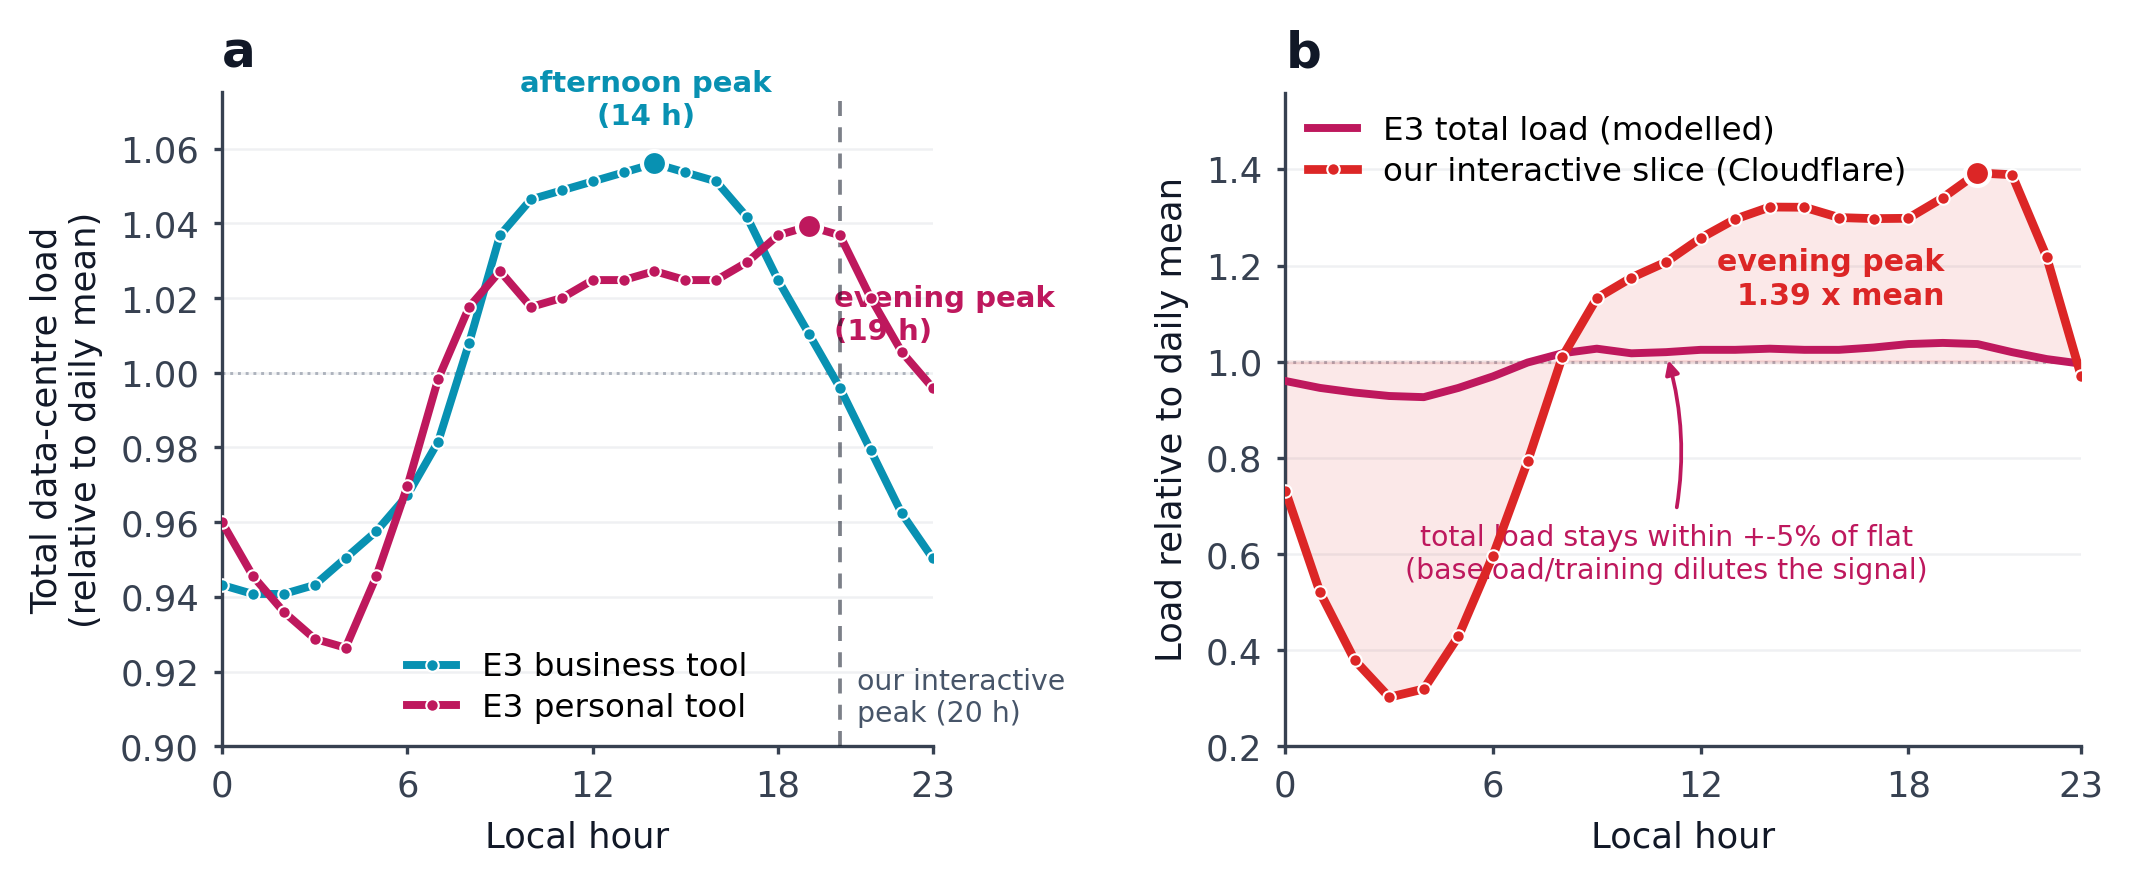 a
afternoon peak
(14 h)
Total data-centre load
(relative to daily mean)
1.06
1.04
1.02
1.00
0.98
0.96
0.94
0.92
0.90
evening peak
(19 h)
E3 business tool
E3 personal tool
our interactive
peak (20 h)
0
6
12
18
23
Local hour
b
E3 total load (modelled)
our interactive slice (Cloudflare)
Load relative to daily mean
1.4
1.2
1.0
0.8
0.6
0.4
0.2
evening peak
1.39 x mean
total load stays within +-5% of flat
(baseload/training dilutes the signal)
0
6
12
18
23
Local hour